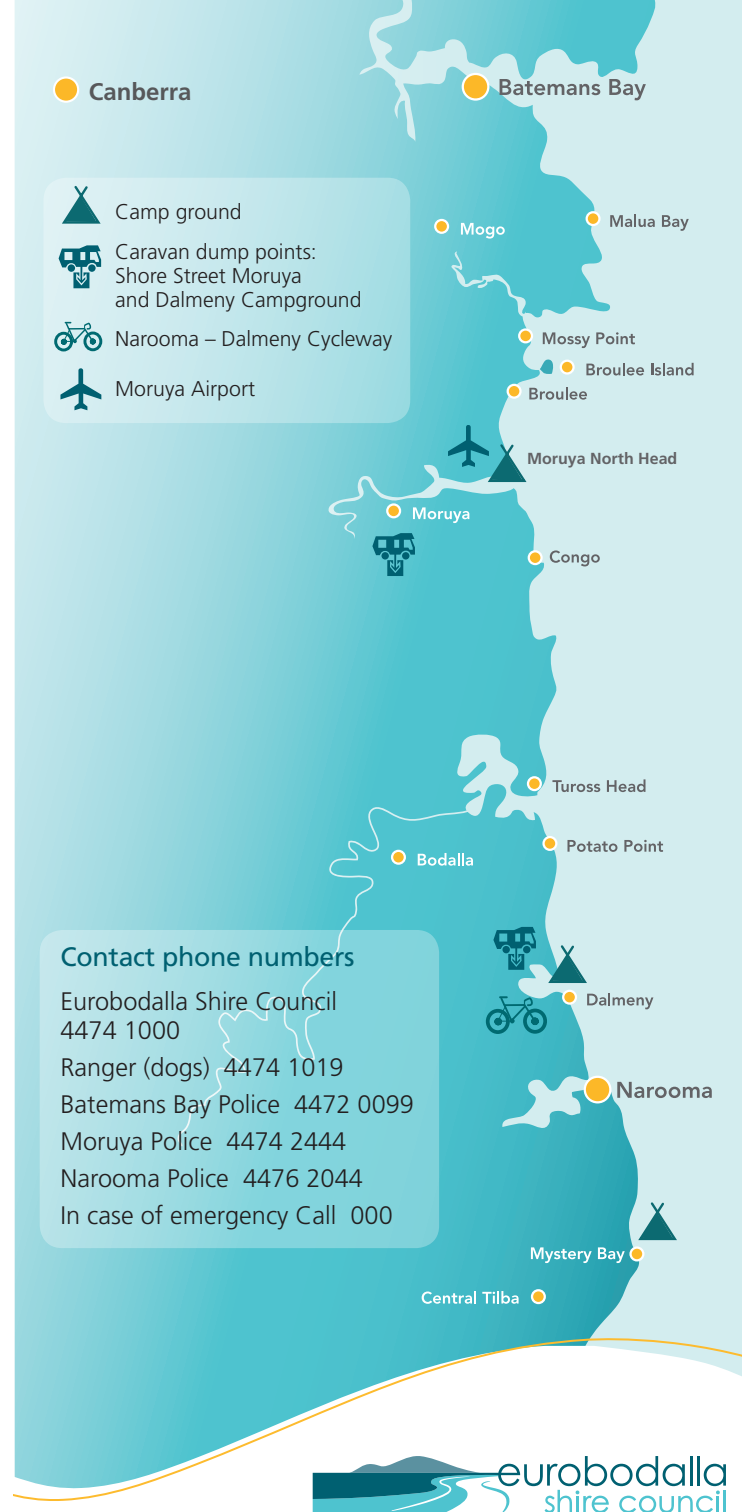 Canberra
Batemans Bay
Camp ground
Caravan dump points:
Shore Street Moruya
and Dalmeny Campground
Narooma – Dalmeny Cycleway
Moruya Airport
Mogo
Malua Bay
Mossy Point
Broulee Island
Broulee
Moruya North Head
Moruya
Congo
Tuross Head
Potato Point
Bodalla
Dalmeny
Narooma
Mystery Bay
Central Tilba
Contact phone numbers
Eurobodalla Shire Council
4474 1000
Ranger (dogs) 4474 1019
Batemans Bay Police 4472 0099
Moruya Police 4474 2444
Narooma Police 4476 2044
In case of emergency Call 000
eurobodalla
shire council